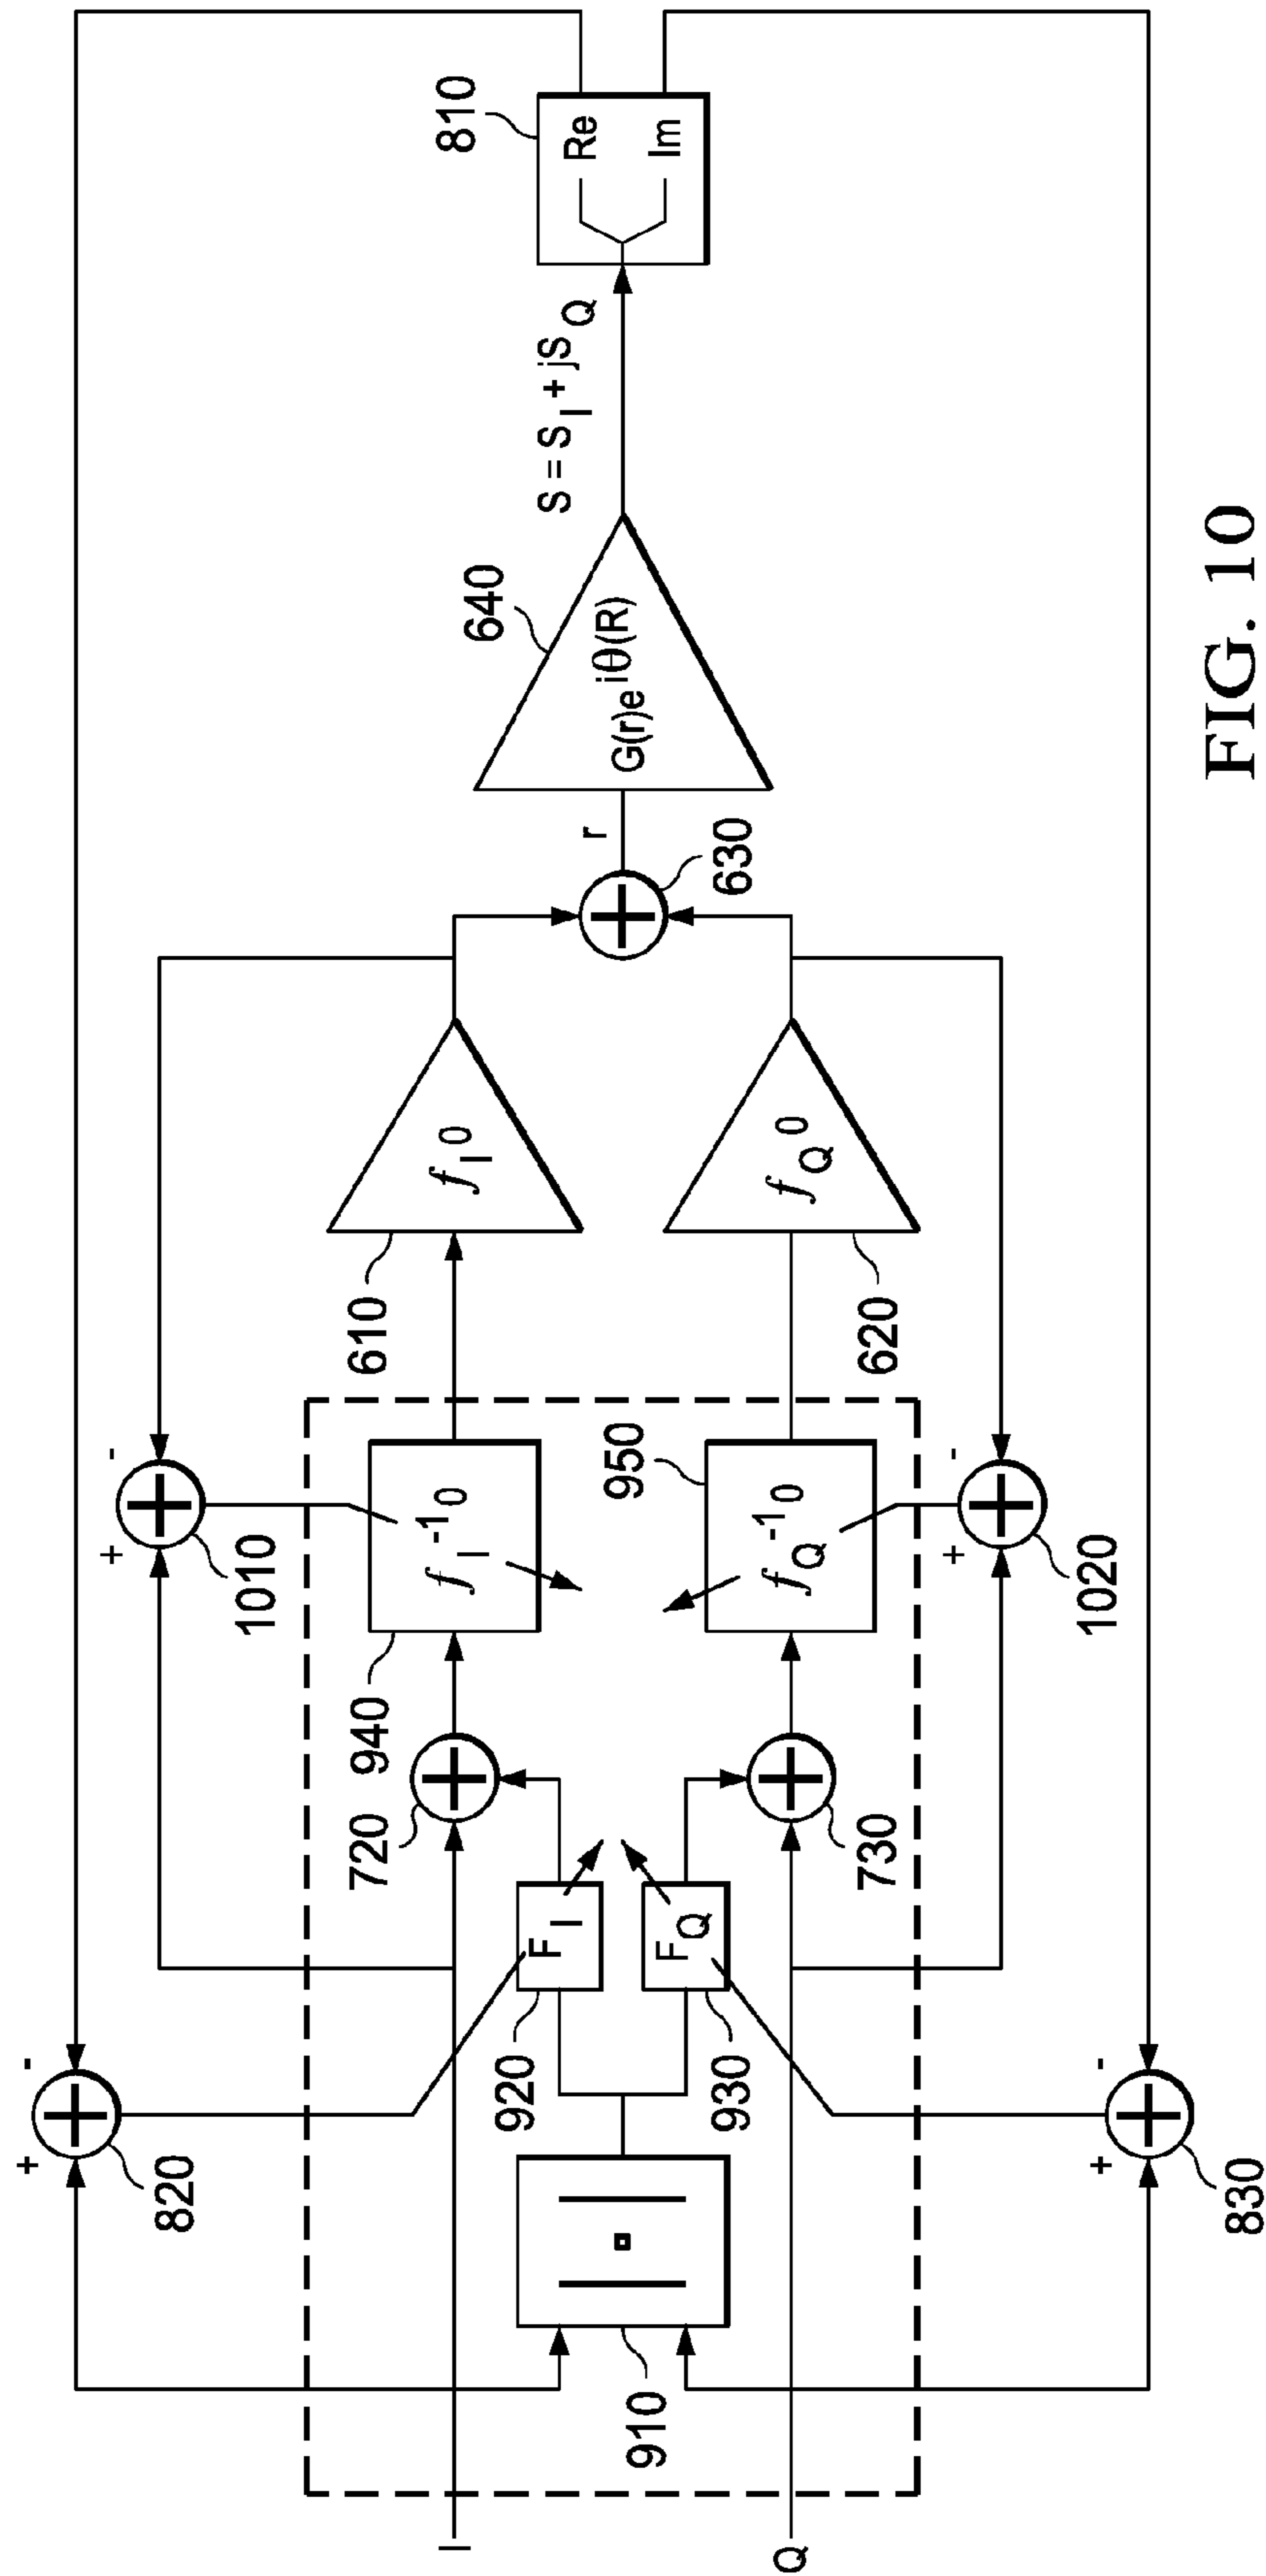 I
Q
910
820
+
-
830
+
-
920
F_I
930
F_Q
720
730
940
f_I^-1 0
950
f_Q^-1 0
1010
+
-
1020
+
-
610
f_I^0
620
f_Q^0
630
r
640
G(r)e^iθ(R)
S = S_I + jS_Q
810
Re
Im
FIG. 10